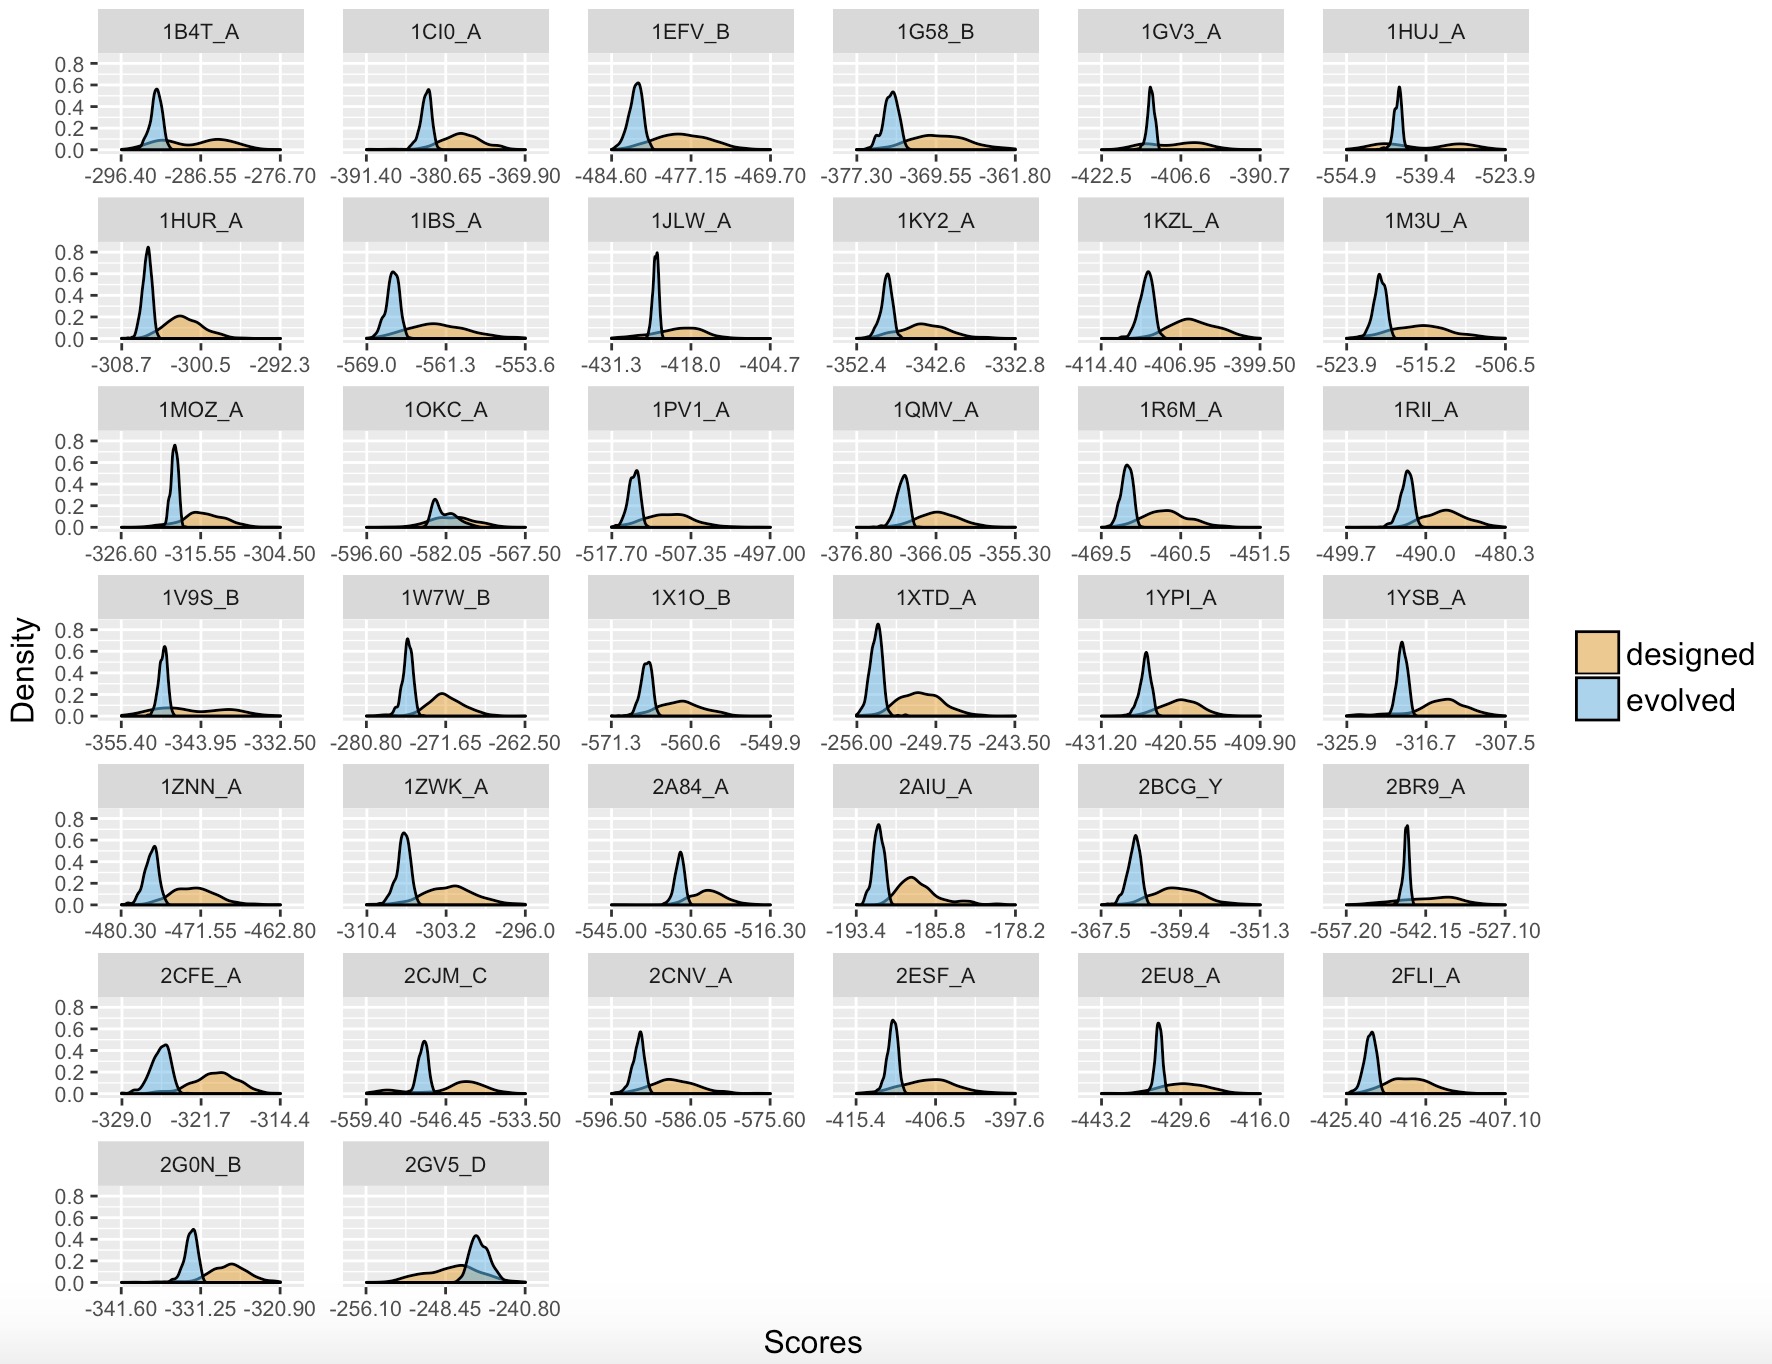 1B4T_A 1CI0_A 1EFV_B 1G58_B 1GV3_A 1HUJ_A
0.8
0.6
0.4
0.2
0.0
-296.40 -286.55 -276.70 -391.40 -380.65 -369.90 -484.60 -477.15 -469.70 -377.30 -369.55 -361.80 -422.5 -406.6 -390.7 -554.9 -539.4 -523.9
1HUR_A 1IBS_A 1JLW_A 1KY2_A 1KZL_A 1M3U_A
0.8
0.6
0.4
0.2
0.0
-308.7 -300.5 -292.3 -569.0 -561.3 -553.6 -431.3 -418.0 -404.7 -352.4 -342.6 -332.8 -414.40 -406.95 -399.50 -523.9 -515.2 -506.5
1MOZ_A 1OKC_A 1PV1_A 1QMV_A 1R6M_A 1RII_A
0.8
0.6
0.4
0.2
0.0
-326.60 -315.55 -304.50 -596.60 -582.05 -567.50 -517.70 -507.35 -497.00 -376.80 -366.05 -355.30 -469.5 -460.5 -451.5 -499.7 -490.0 -480.3
1V9S_B 1W7W_B 1X1O_B 1XTD_A 1YPI_A 1YSB_A
0.8
0.6
0.4
0.2
0.0
-355.40 -343.95 -332.50 -280.80 -271.65 -262.50 -571.3 -560.6 -549.9 -256.00 -249.75 -243.50 -431.20 -420.55 -409.90 -325.9 -316.7 -307.5
Density
designed
evolved
1ZNN_A 1ZWK_A 2A84_A 2AIU_A 2BCG_Y 2BR9_A
0.8
0.6
0.4
0.2
0.0
-480.30 -471.55 -462.80 -310.4 -303.2 -296.0 -545.00 -530.65 -516.30 -193.4 -185.8 -178.2 -367.5 -359.4 -351.3 -557.20 -542.15 -527.10
2CFE_A 2CJM_C 2CNV_A 2ESF_A 2EU8_A 2FLI_A
0.8
0.6
0.4
0.2
0.0
-329.0 -321.7 -314.4 -559.40 -546.45 -533.50 -596.50 -586.05 -575.60 -415.4 -406.5 -397.6 -443.2 -429.6 -416.0 -425.40 -416.25 -407.10
2G0N_B 2GV5_D
0.8
0.6
0.4
0.2
0.0
-341.60 -331.25 -320.90 -256.10 -248.45 -240.80
Scores